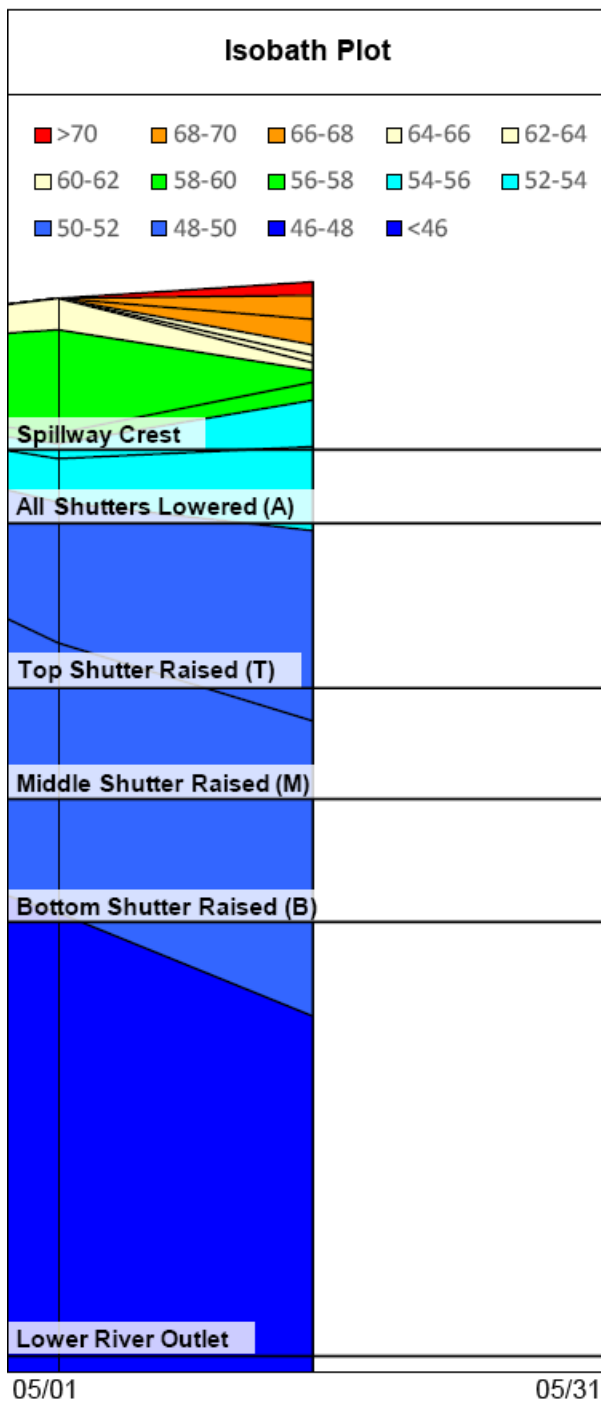 Isobath Plot
>70 68-70 66-68 64-66 62-64
60-62 58-60 56-58 54-56 52-54
50-52 48-50 46-48 <46
Spillway Crest
All Shutters Lowered (A)
Top Shutter Raised (T)
Middle Shutter Raised (M)
Bottom Shutter Raised (B)
Lower River Outlet
05/01 05/31